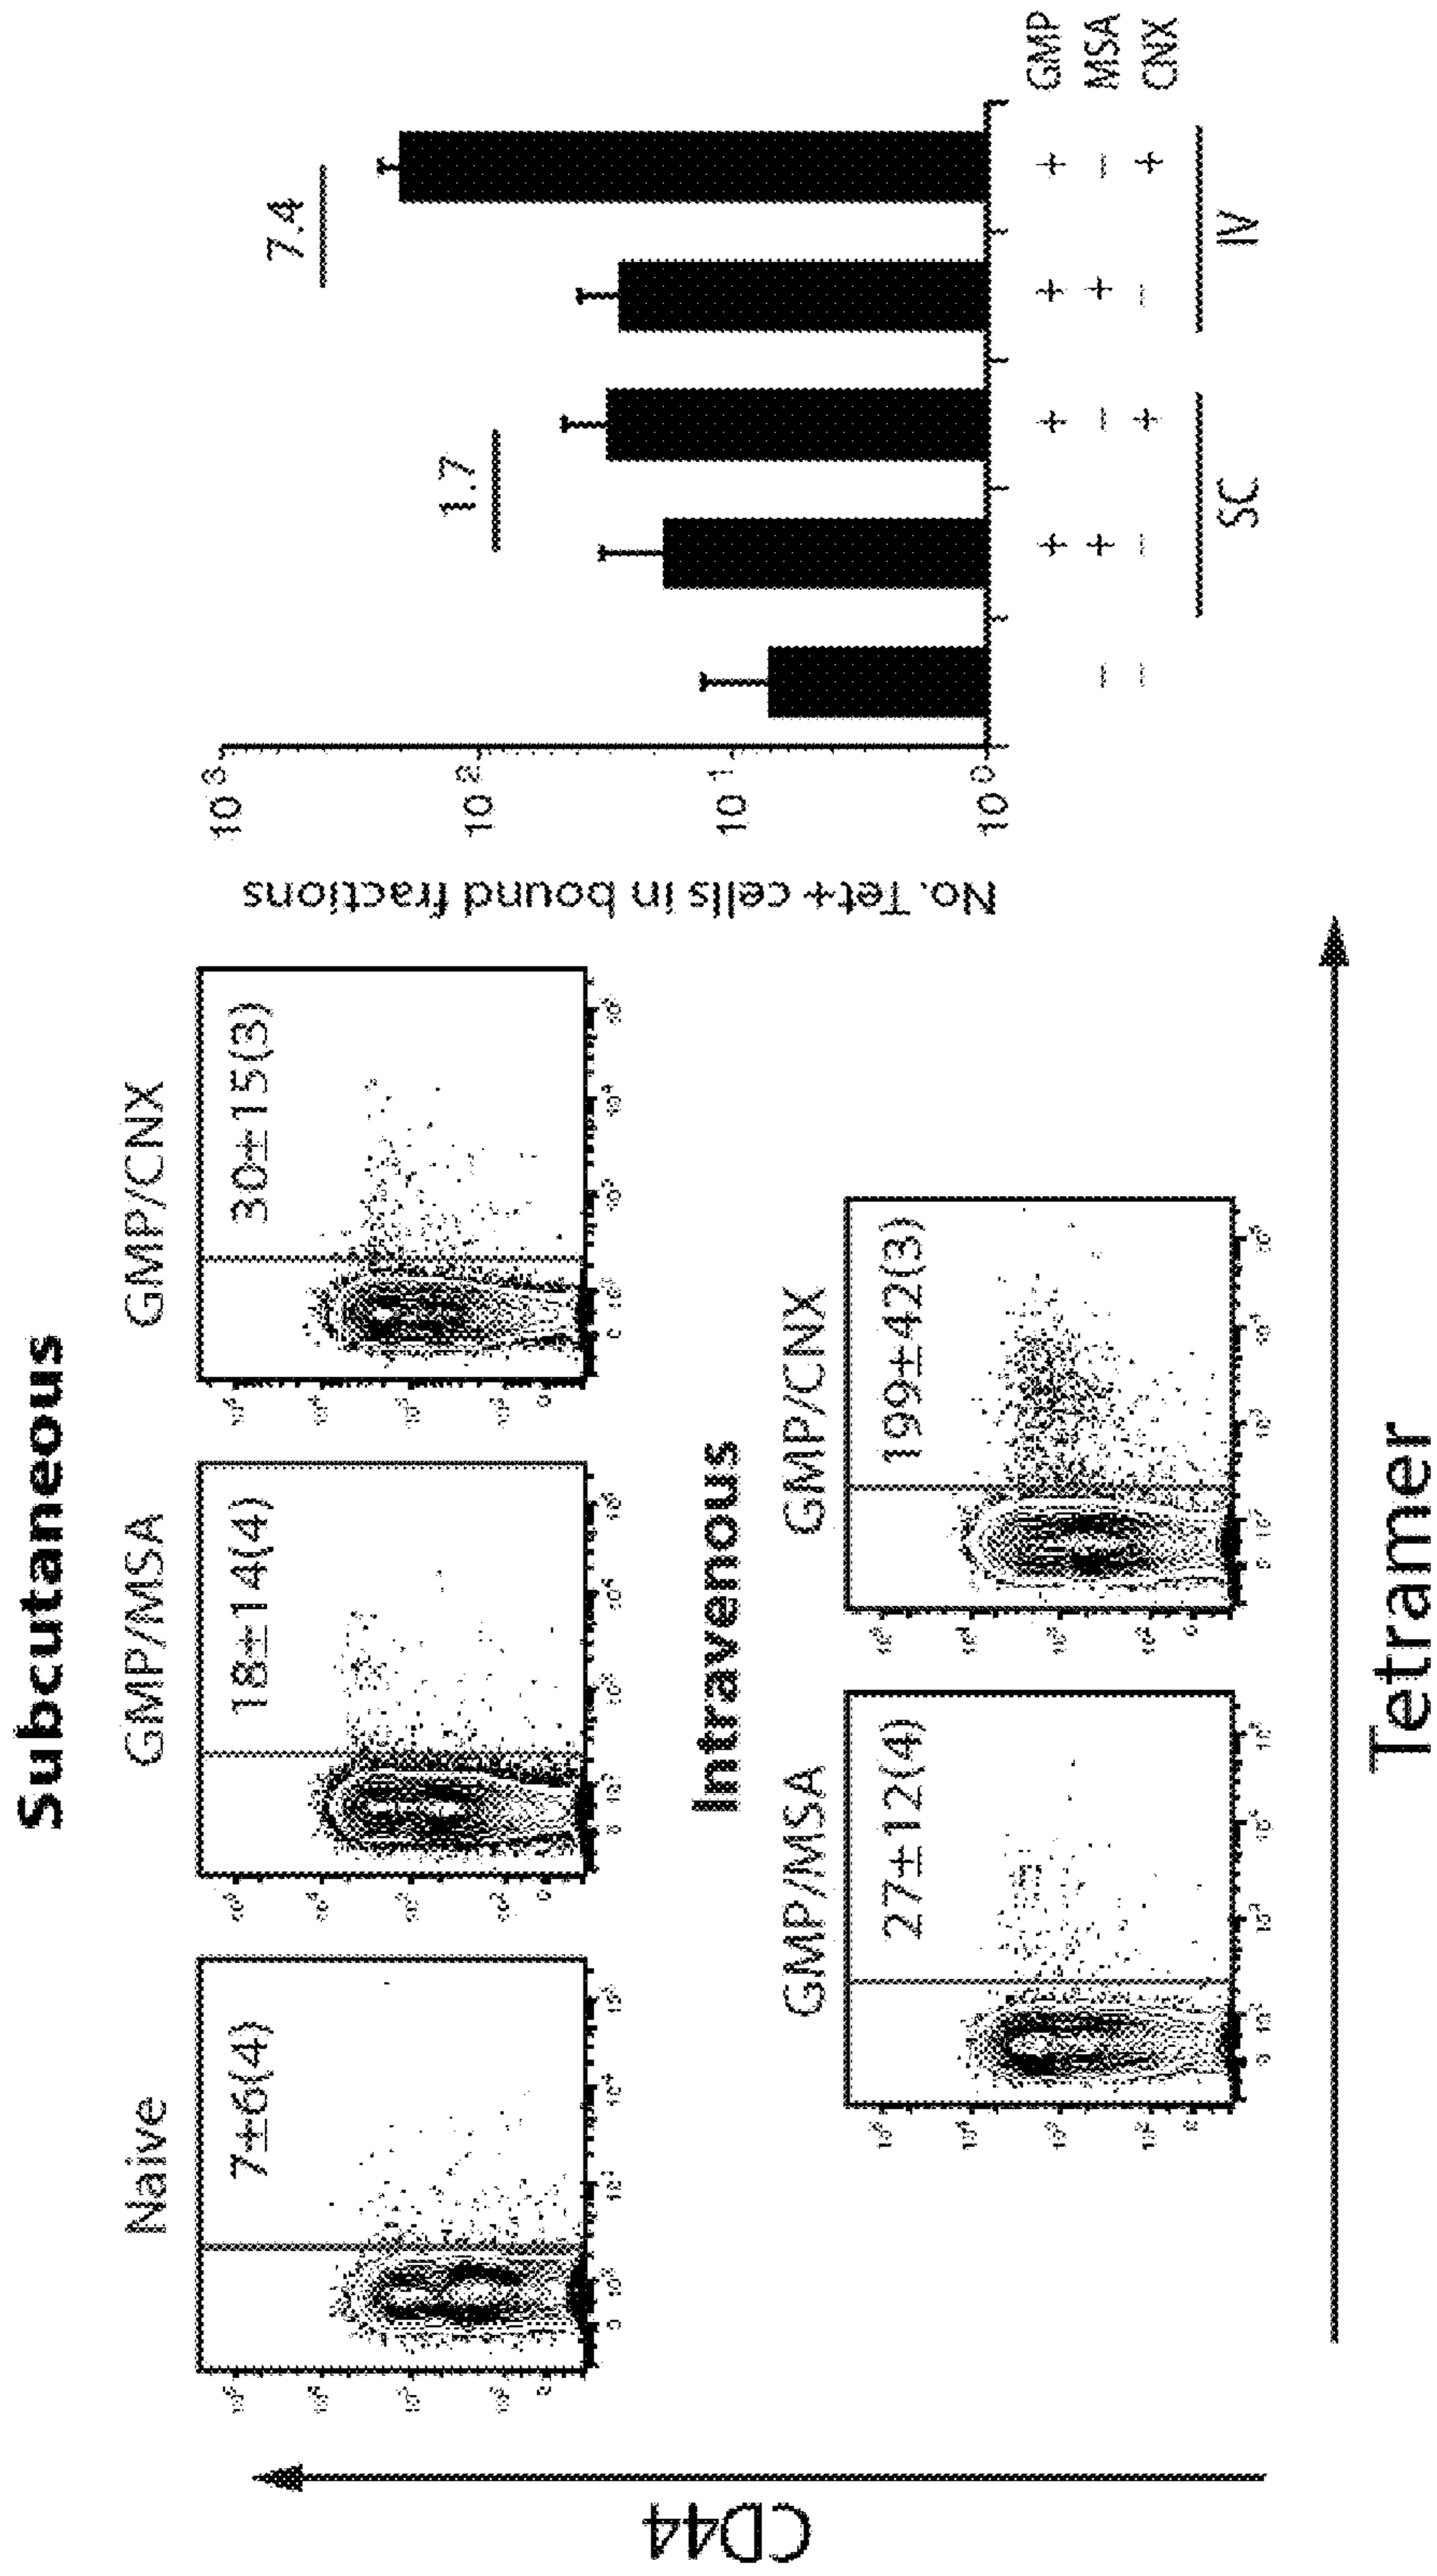 Subcutaneous
Naive
GMP/MSA
GMP/CNX
7±6(4)
18±14(4)
30±15(3)
Intravenous
GMP/MSA
GMP/CNX
27±12(4)
199±42(3)
CD44
Tetramer
No. Tet+ cells in bound fractions
10³
10²
10¹
10⁰
1.7
7.4
+ + + + GMP
− + − + − MSA
− − + − + CNX
SC
IV